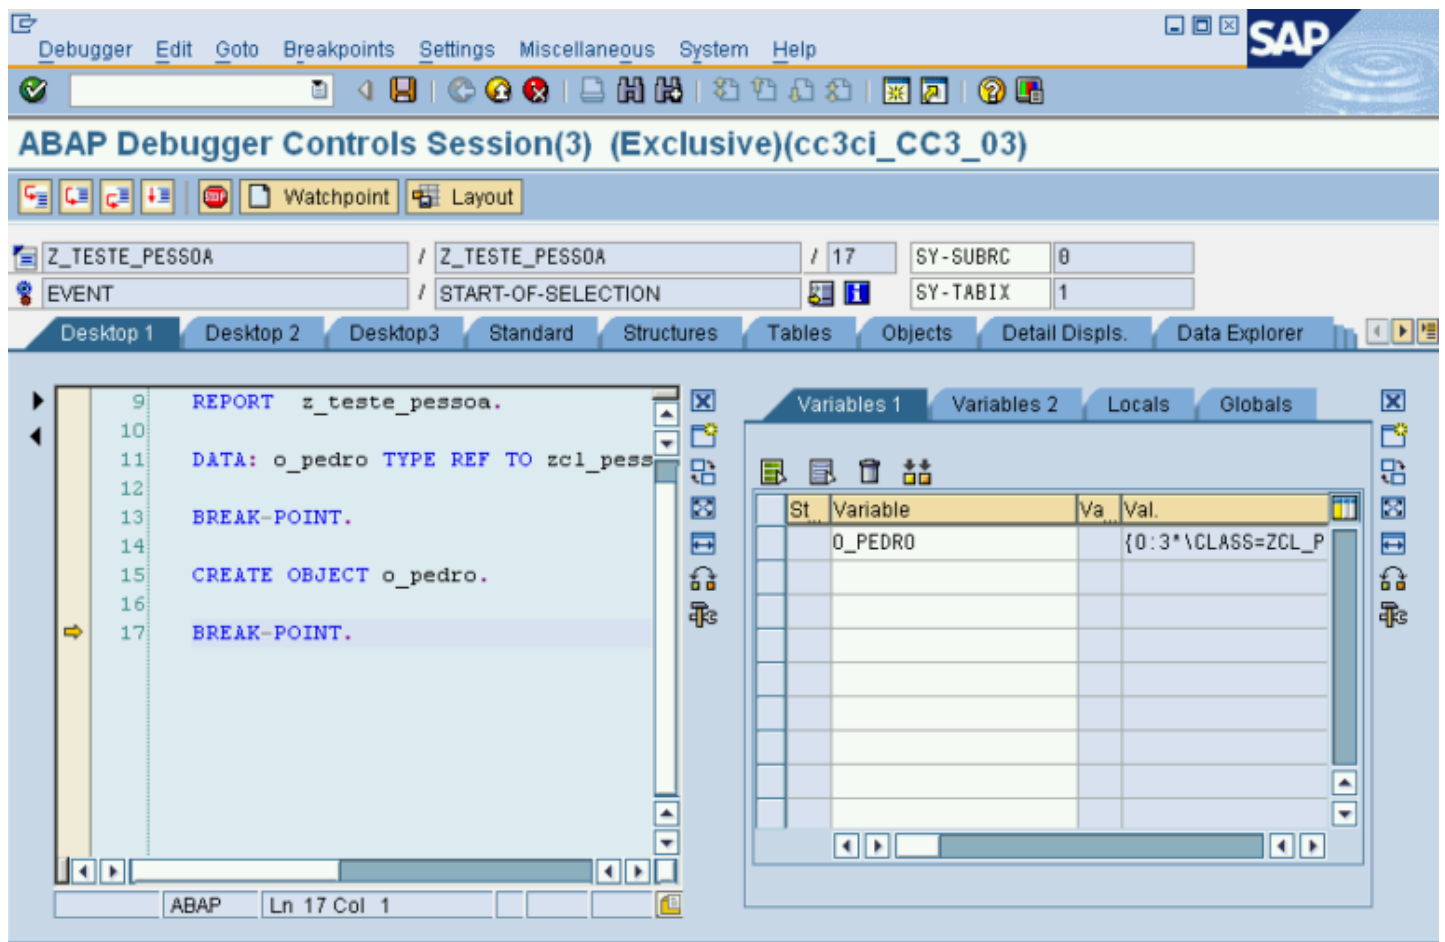 Debugger Edit Goto Breakpoints Settings Miscellaneous System Help
SAP
ABAP Debugger Controls Session(3) (Exclusive)(cc3ci_CC3_03)
STOP Watchpoint Layout
Z_TESTE_PESSOA / Z_TESTE_PESSOA / 17 SY-SUBRC 0
EVENT / START-OF-SELECTION SY-TABIX 1
Desktop 1 Desktop 2 Desktop3 Standard Structures Tables Objects Detail Displs. Data Explorer
9 REPORT z_teste_pessoa.
10
11 DATA: o_pedro TYPE REF TO zcl_pess
12
13 BREAK-POINT.
14
15 CREATE OBJECT o_pedro.
16
17 BREAK-POINT.
ABAP Ln 17 Col 1
Variables 1 Variables 2 Locals Globals
St... Variable Va... Val.
O_PEDRO {O:3*\CLASS=ZCL_P